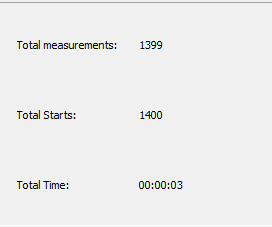 Total measurements: 1399
Total Starts: 1400
Total Time: 00:00:03